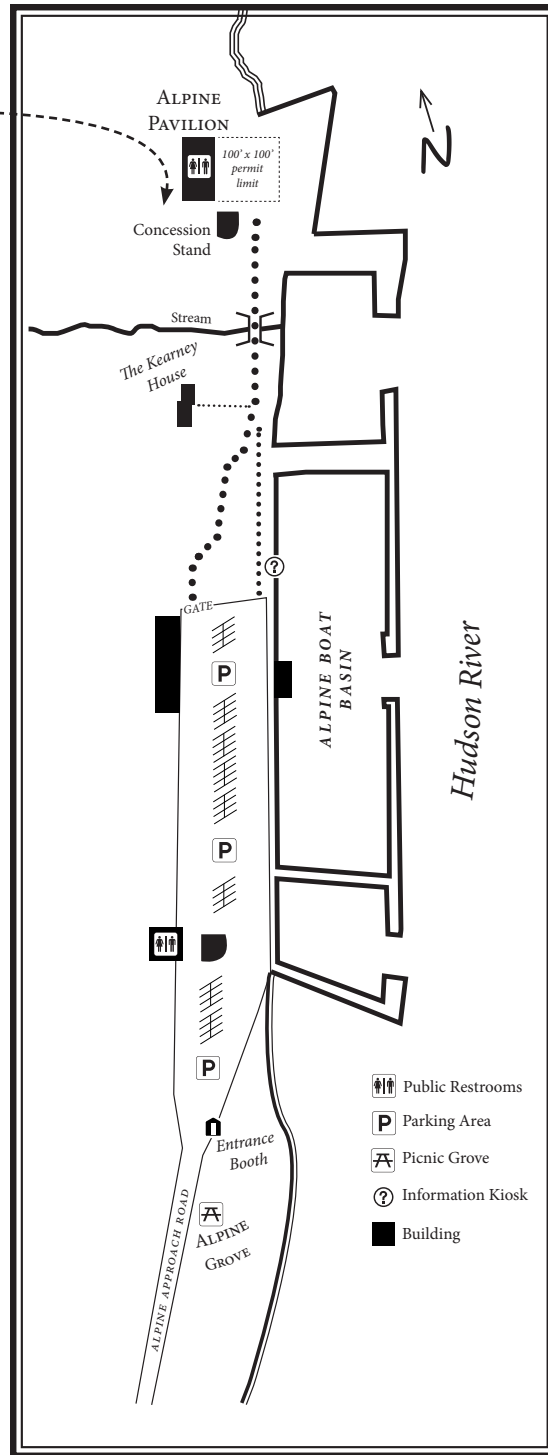 ALPINE
PAVILION
100' x 100'
permit
limit
N
Concession
Stand
Stream
The Kearney
House
?
GATE
P
ALPINE BOAT
BASIN
Hudson River
P
P
Entrance
Booth
ALPINE APPROACH ROAD
ALPINE
GROVE
Public Restrooms
P Parking Area
Picnic Grove
? Information Kiosk
Building